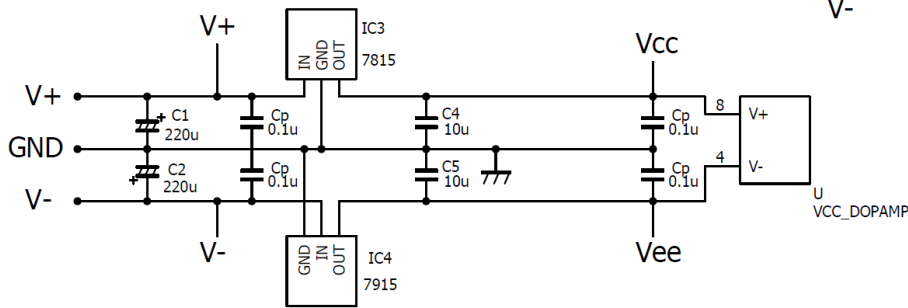 V-
V+
IC3
7815
IN
GND
OUT
Vcc
V+
C1
220u
Cp
0.1u
C4
10u
Cp
0.1u
8
V+
GND
C2
220u
Cp
0.1u
C5
10u
Cp
0.1u
4
V-
V-
U
VCC_DOPAMP
V-
GND
IN
OUT
IC4
7915
Vee